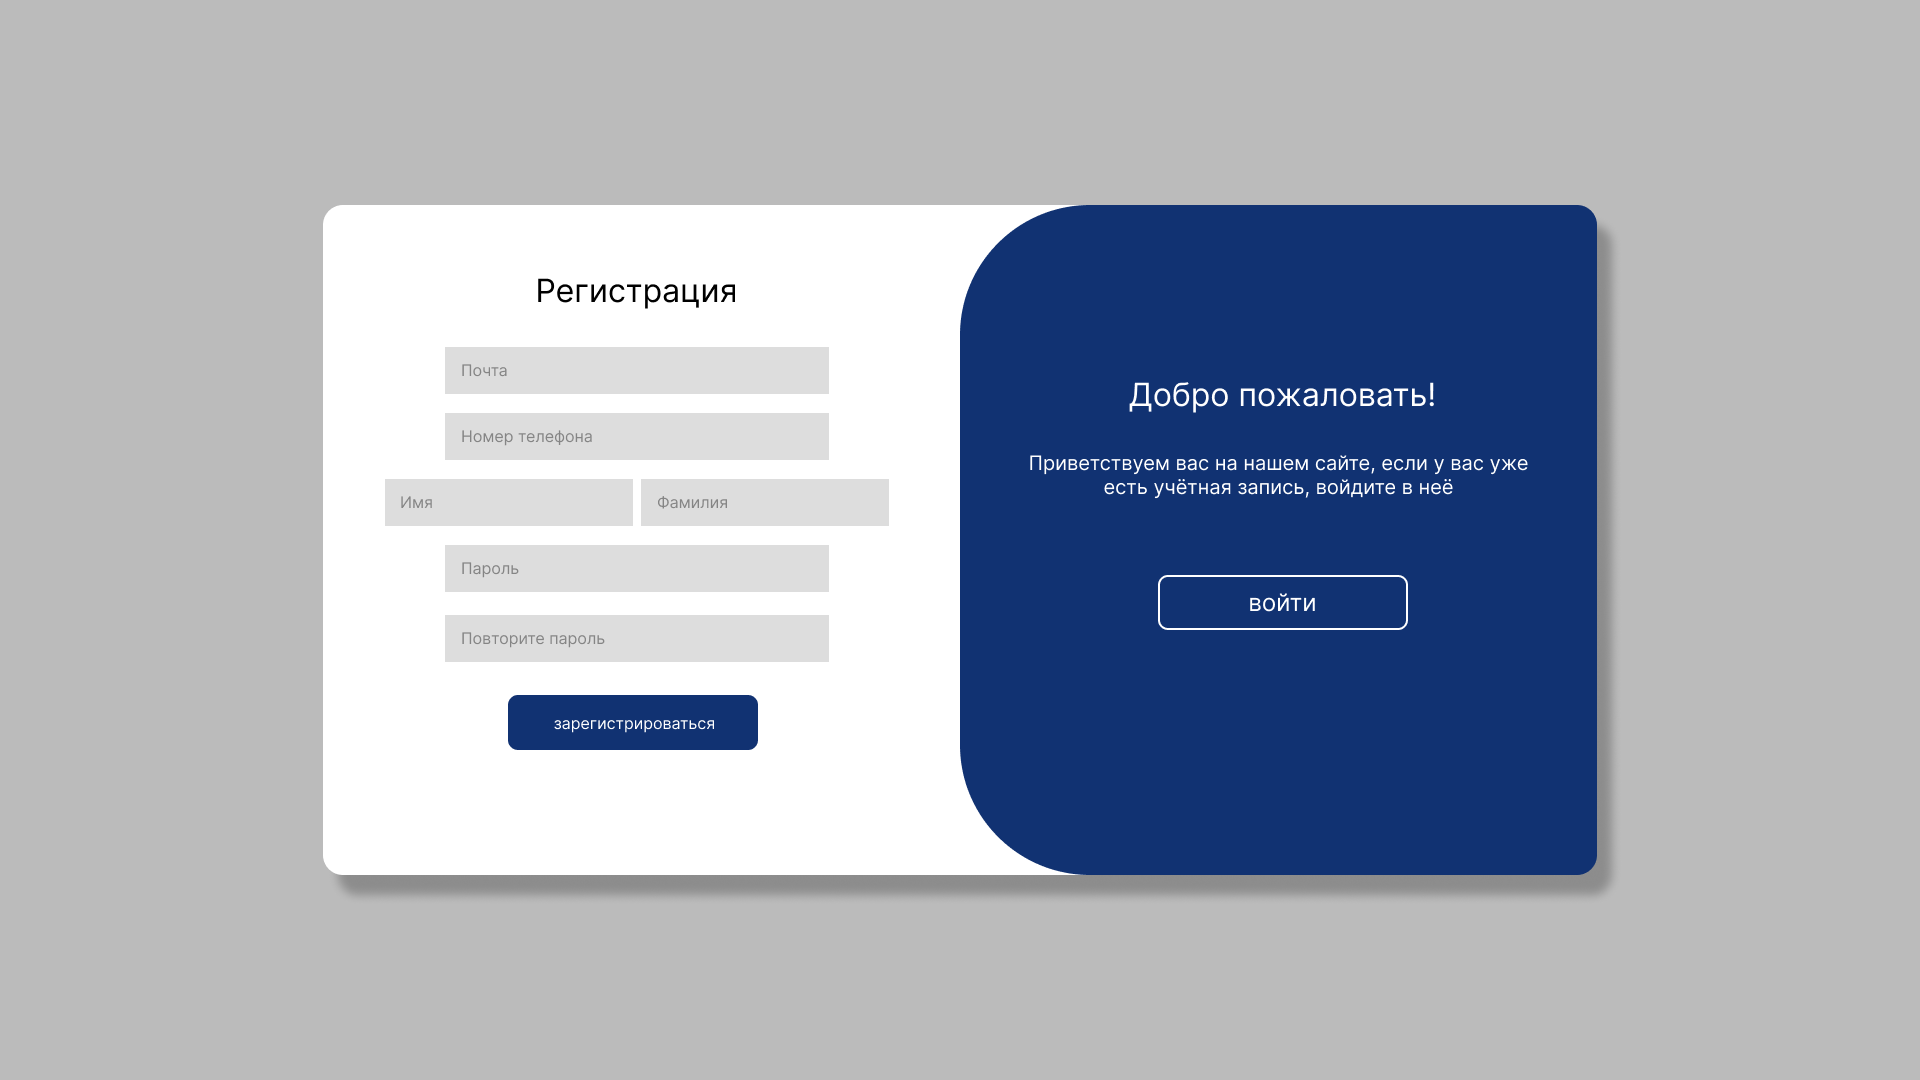 Регистрация
Почта
Номер телефона
Имя
Фамилия
Пароль
Повторите пароль
зарегистрироваться
Добро пожаловать!
Приветствуем вас на нашем сайте, если у вас уже
есть учётная запись, войдите в неё
войти